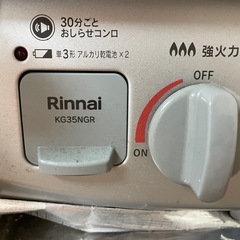 30分ごと
おしらせコンロ
単3形 アルカリ乾電池×2
強火力
OFF
Rinnai
KG35NGR
ON